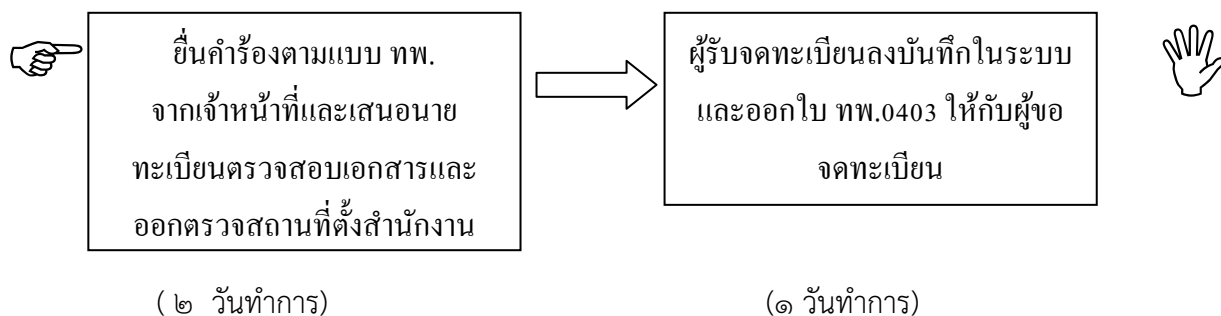 ยื่นคำร้องตามแบบ ทพ.
จากเจ้าหน้าที่และเสนอนาย
ทะเบียนตรวจสอบเอกสารและ
ออกตรวจสถานที่ตั้งสำนักงาน
( ๒ วันทำการ)
ผู้รับจดทะเบียนลงบันทึกในระบบ
และออกใบ ทพ.0403 ให้กับผู้ขอ
จดทะเบียน
(๑ วันทำการ)